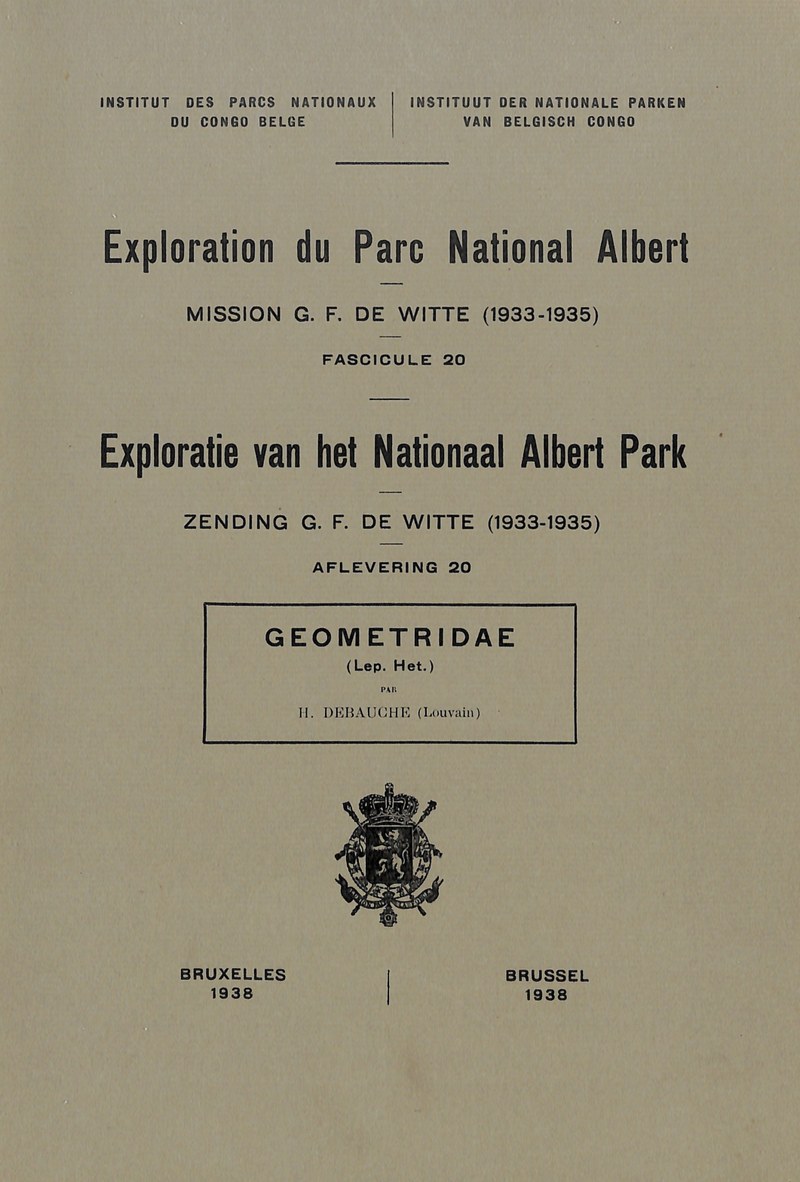 INSTITUT DES PARCS NATIONAUX
DU CONGO BELGE
INSTITUUT DER NATIONALE PARKEN
VAN BELGISCH CONGO
Exploration du Parc National Albert
MISSION G. F. DE WITTE (1933-1935)
FASCICULE 20
Exploratie van het Nationaal Albert Park
ZENDING G. F. DE WITTE (1933-1935)
AFLEVERING 20
GEOMETRIDAE
(Lep. Het.)
PAR
H. DEBAUCHE (Louvain)
BRUXELLES
1938
BRUSSEL
1938